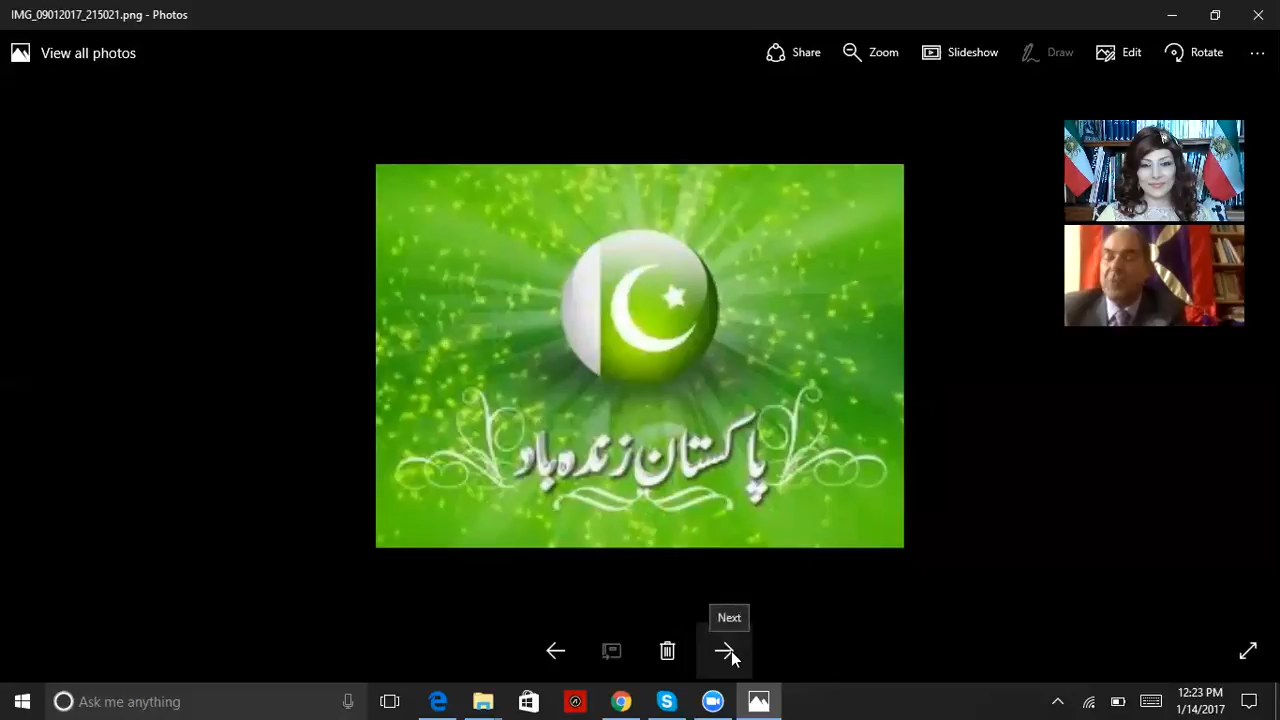 IMG_09012017_215021.png - Photos
View all photos
Share
Zoom
Slideshow
Draw
Edit
Rotate
پاکستان زندہ باد
Next
Ask me anything
12:23 PM
1/14/2017